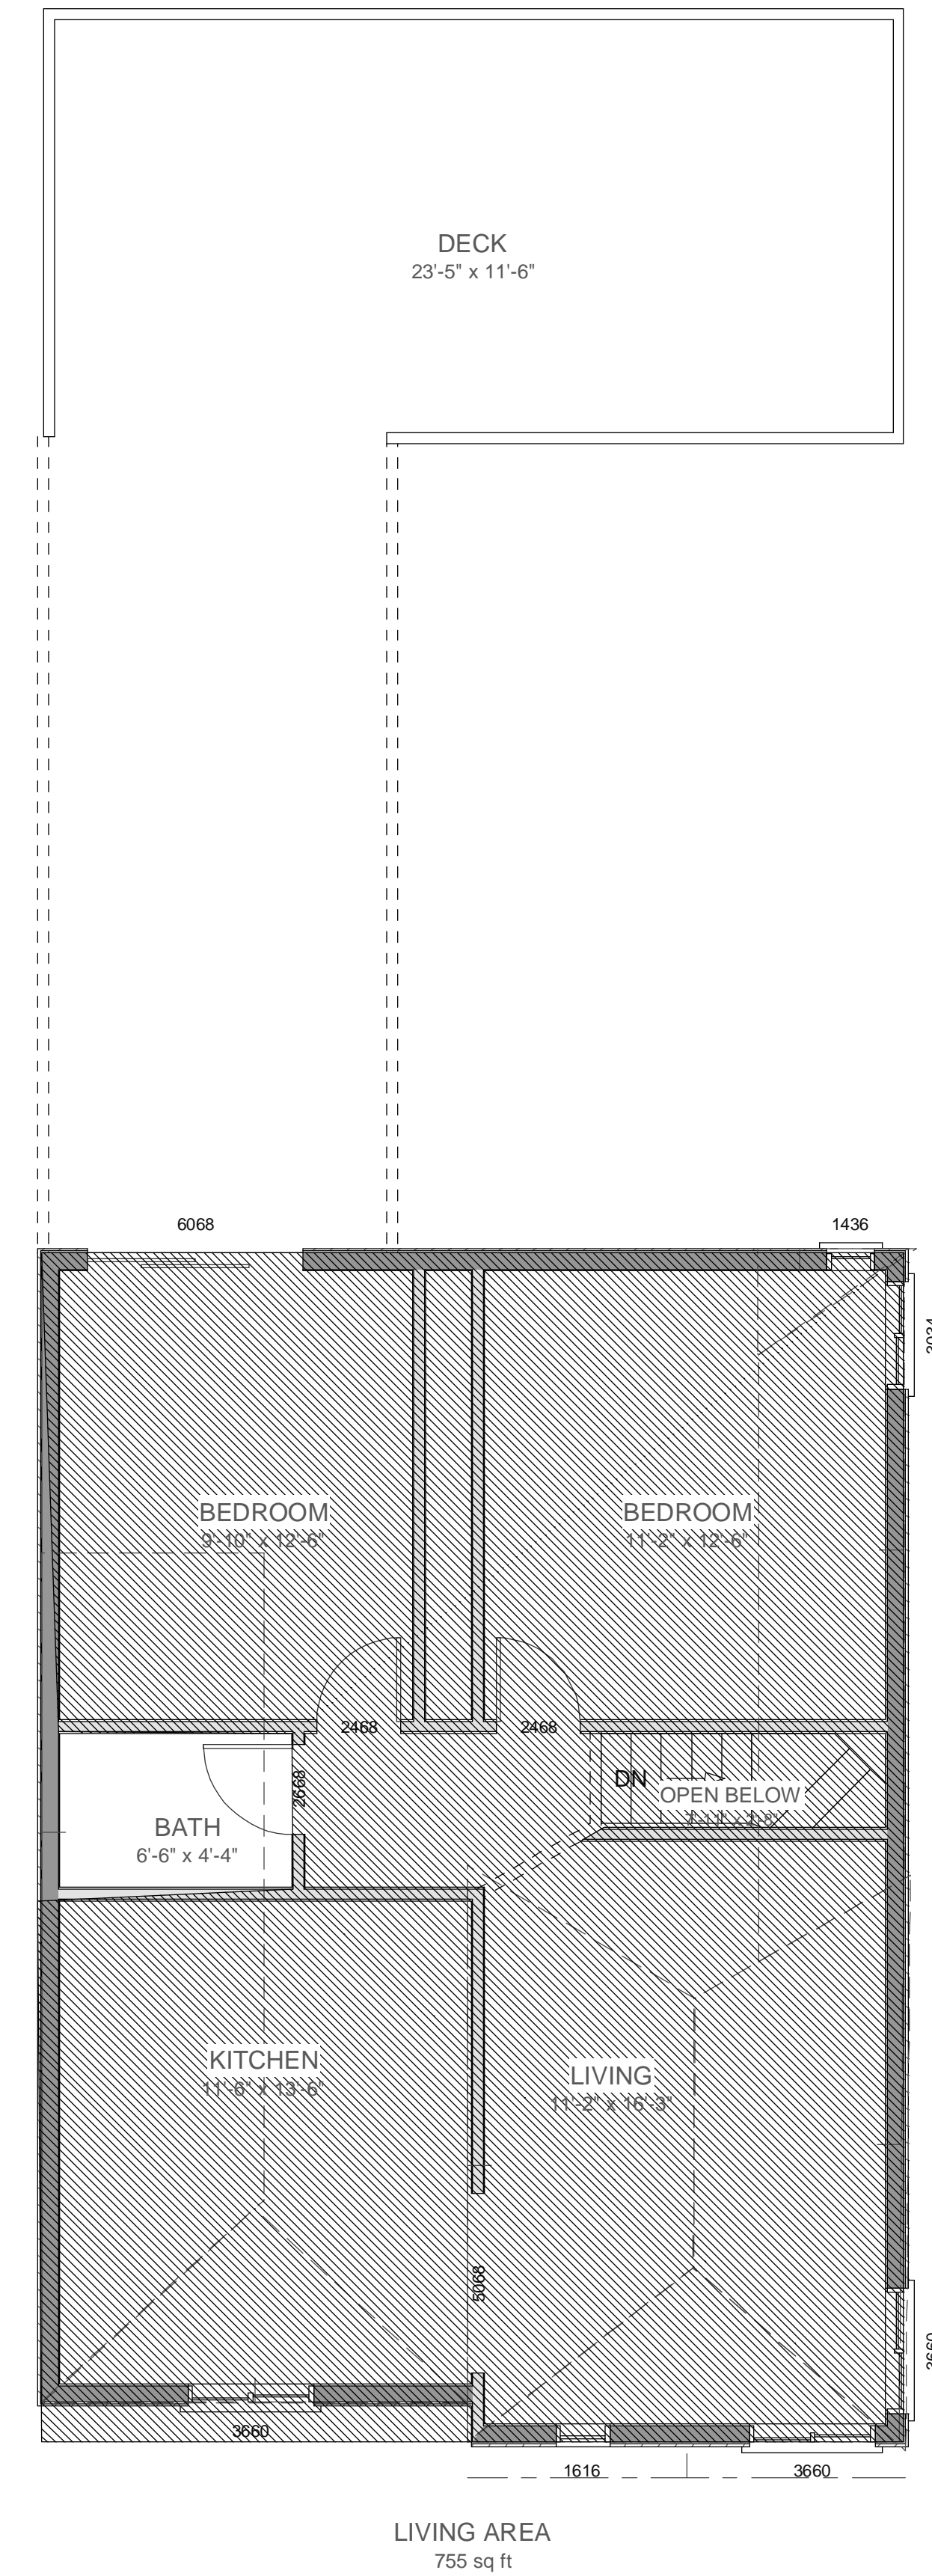 DECK
23'-5" x 11'-6"
6068
1436
BEDROOM
9'-10" x 12'-6"
BEDROOM
11'-2" x 12'-6"
2468
2468
2668
DN
OPEN BELOW
BATH
6'-6" x 4'-4"
KITCHEN
11'-6" x 13'-6"
LIVING
11'-2" x 16'-3"
5068
3660
1616
3660
LIVING AREA
755 sq ft